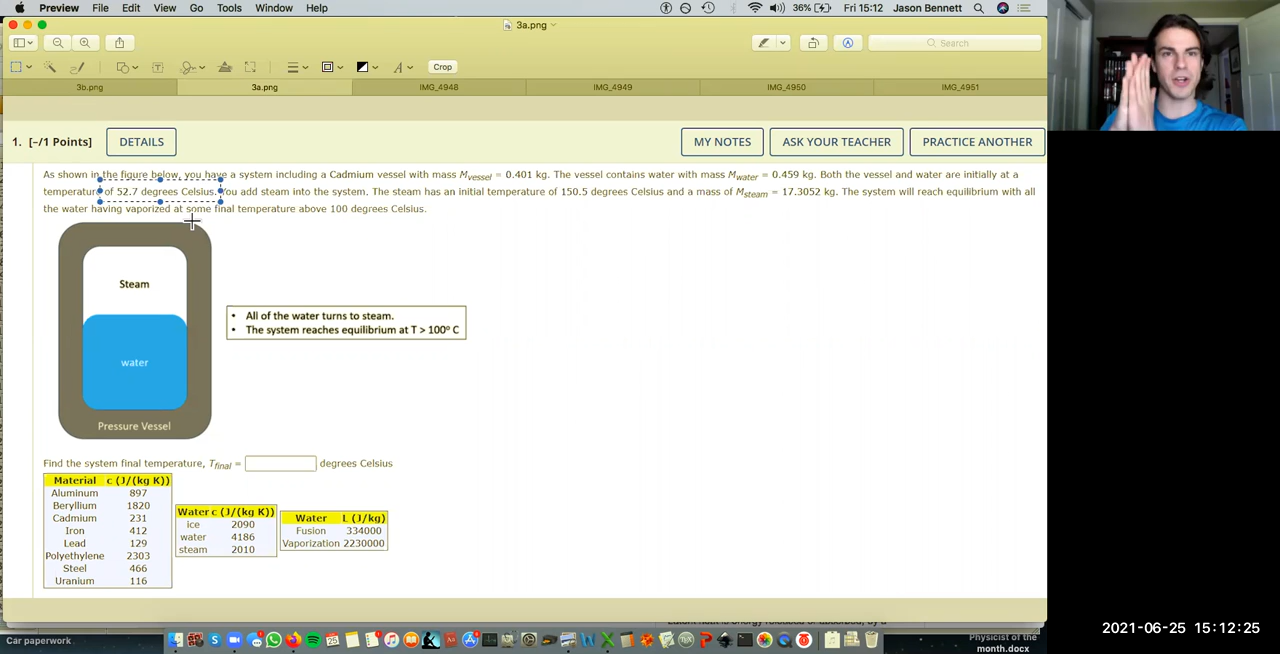 Preview File Edit View Go Tools Window Help 36% Fri 15:12 Jason Bennett
3a.png
Search
Crop
3b.png 3a.png IMG_4948 IMG_4949 IMG_4950 IMG_4951
1. [-/1 Points] DETAILS MY NOTES ASK YOUR TEACHER PRACTICE ANOTHER
As shown in the figure below, you have a system including a Cadmium vessel with mass Mvessel = 0.401 kg. The vessel contains water with mass Mwater = 0.459 kg. Both the vessel and water are initially at a
temperature of 52.7 degrees Celsius. You add steam into the system. The steam has an initial temperature of 150.5 degrees Celsius and a mass of Msteam = 17.3052 kg. The system will reach equilibrium with all
the water having vaporized at some final temperature above 100 degrees Celsius.
Steam
water
Pressure Vessel
• All of the water turns to steam.
• The system reaches equilibrium at T > 100° C
Find the system final temperature, Tfinal = degrees Celsius
Material c (J/(kg K))
Aluminum 897
Beryllium 1820
Cadmium 231
Iron 412
Lead 129
Polyethylene 2303
Steel 466
Uranium 116
Water c (J/(kg K))
ice 2090
water 4186
steam 2010
Water L (J/kg)
Fusion 334000
Vaporization 2230000
Car paperwork
Physicist of the
month.docx
2021-06-25 15:12:25